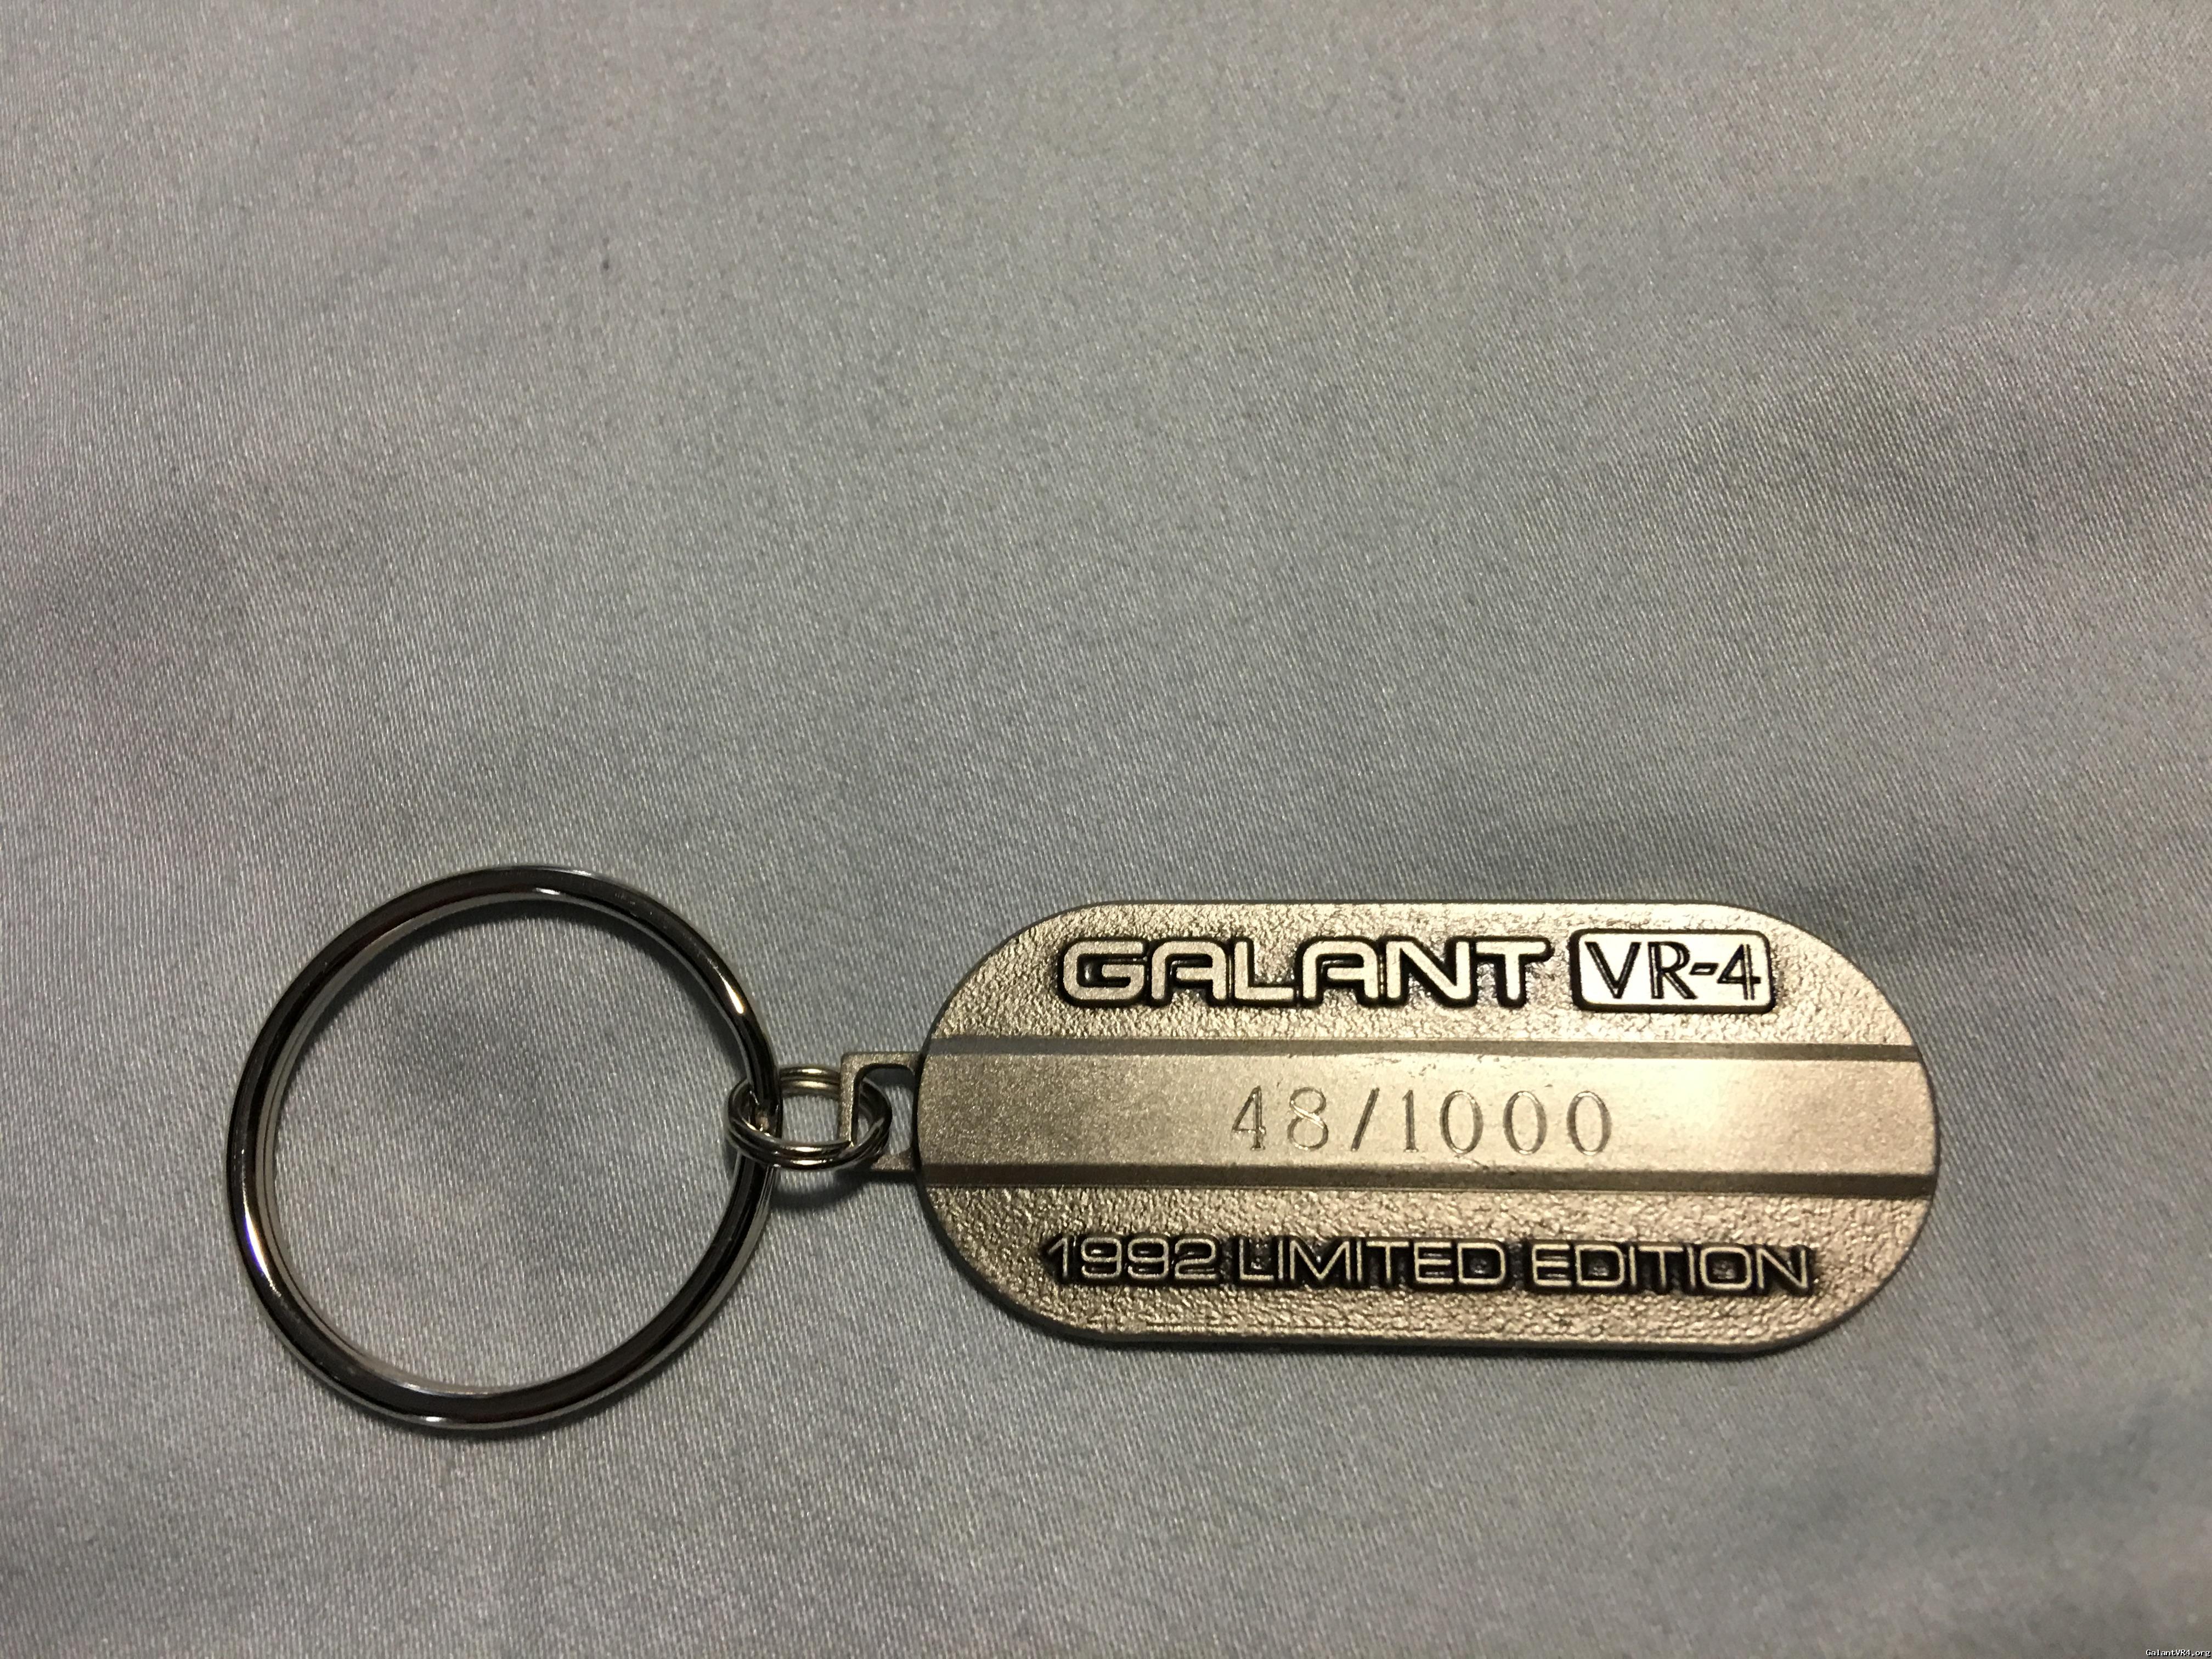 GALANT VR-4
48/1000
1992 LIMITED EDITION
GalantVR4.org